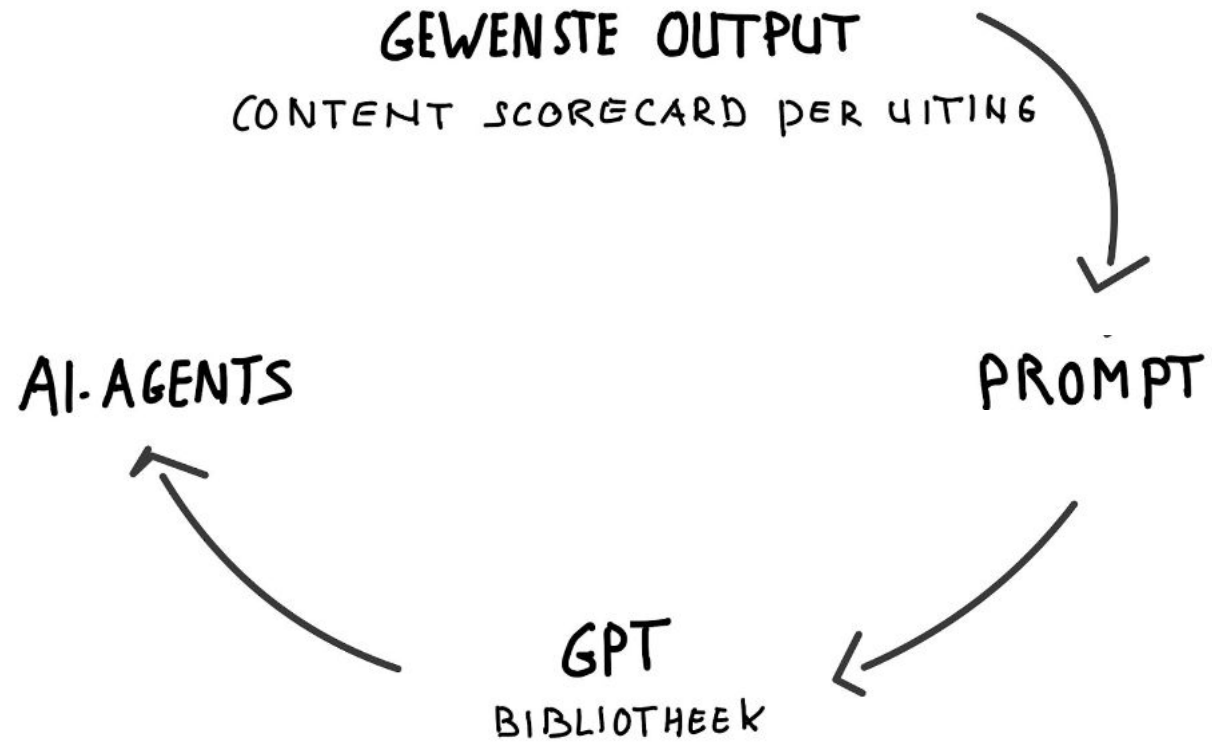 GEWENSTE OUTPUT
CONTENT SCORECARD PER UITING
AI. AGENTS
PROMPT
GPT
BIBLIOTHEEK